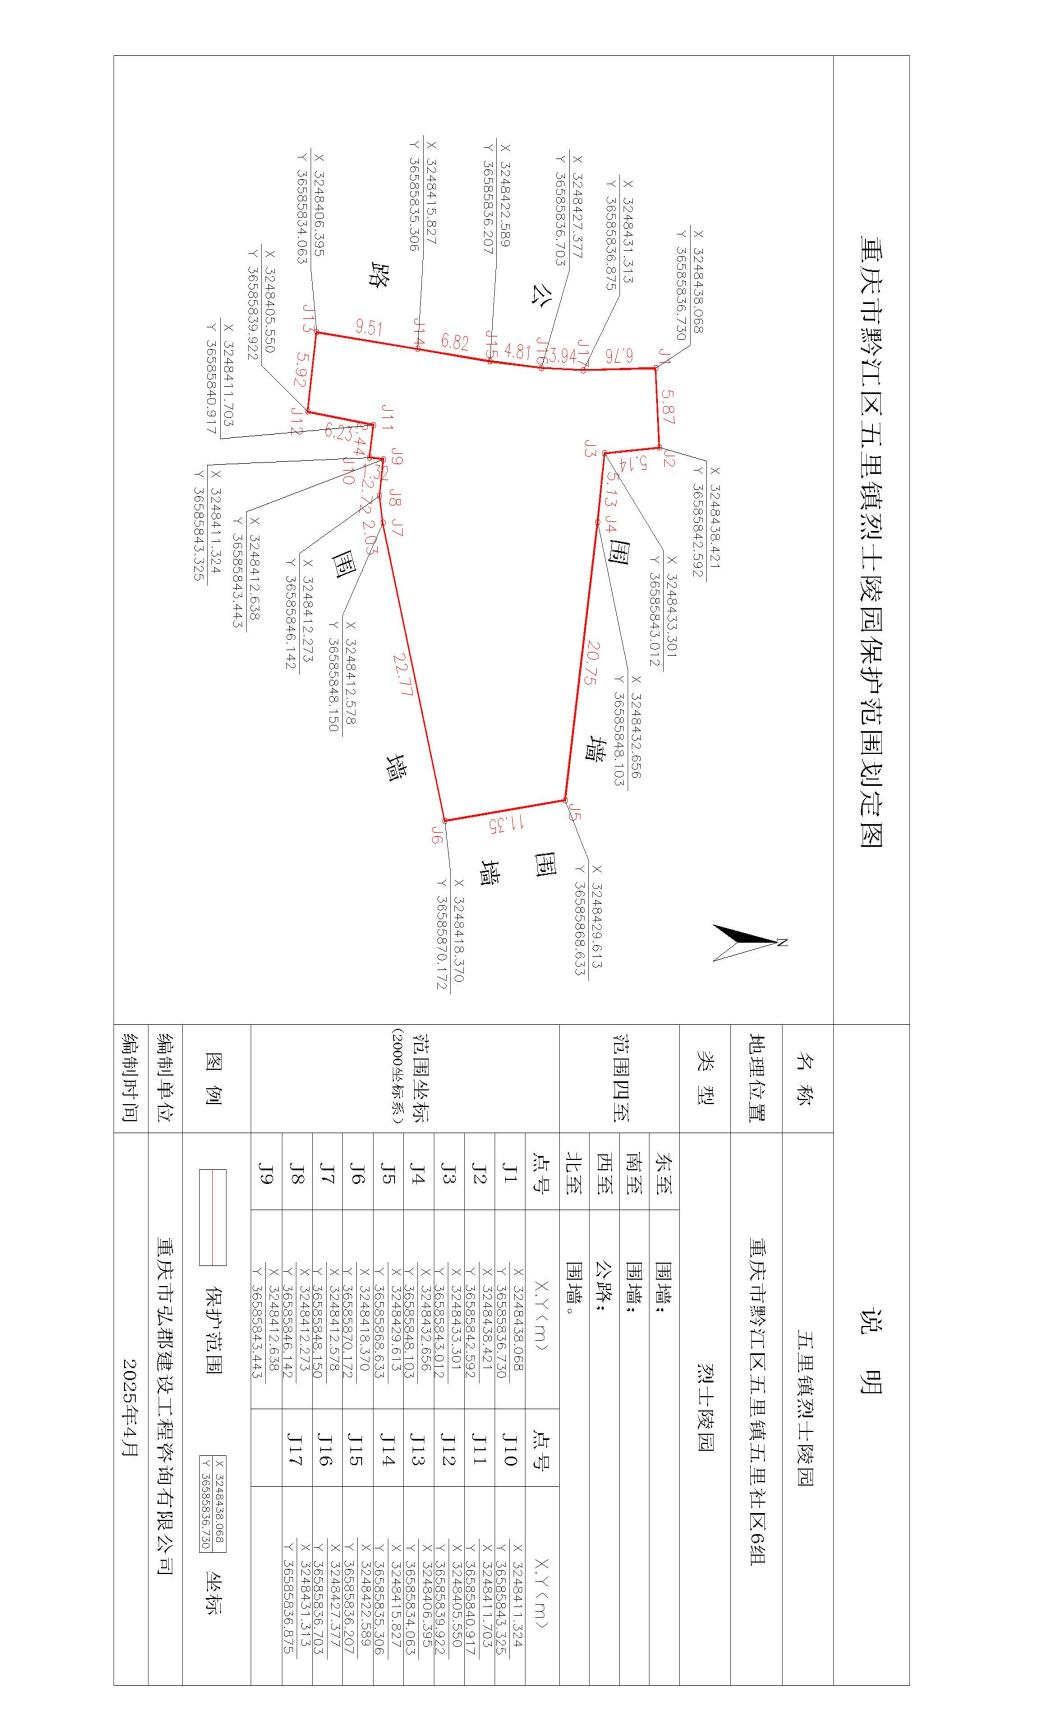 重庆市黔江区五里镇烈士陵园保护范围划定图
X 3248438.068
Y 36585836.730
X 3248431.313
Y 36585836.875
X 3248427.377
Y 36585836.703
X 3248422.589
Y 36585836.207
X 3248415.827
Y 36585835.306
X 3248406.395
Y 36585834.063
X 3248405.550
Y 36585839.922
X 3248411.703
Y 36585840.917
X 3248411.324
Y 36585843.325
X 3248412.638
Y 36585843.443
X 3248412.273
Y 36585846.142
X 3248412.578
Y 36585848.150
X 3248418.370
Y 36585870.172
X 3248429.613
Y 36585868.633
X 3248432.656
Y 36585848.103
X 3248433.301
Y 36585843.012
X 3248438.421
Y 36585842.592
J1
5.87
J2
5.14
J3
5.13
J4
20.75
J5
11.35
J6
22.77
J7
2.03
J8
2.72
J9
J10
J11
6.23
J12
5.92
J13
9.51
J14
6.82
J15
4.81
J16
3.94
J17
6.76
公
路
围
墙
围
墙
围
墙
N
说 明
名 称 五里镇烈士陵园
地理位置 重庆市黔江区五里镇五里社区6组
类 型 烈士陵园
范围四至
东至 围墙；
南至 围墙；
西至 公路；
北至 围墙。
范围坐标
(2000坐标系)
点号 X.Y(m) 点号 X.Y(m)
J1 X 3248438.068 J10 X 3248411.324
Y 36585836.730 Y 36585843.325
J2 X 3248438.421 J11 X 3248411.703
Y 36585842.592 Y 36585840.917
J3 X 3248433.301 J12 X 3248405.550
Y 36585843.012 Y 36585839.922
J4 X 3248432.656 J13 X 3248406.395
Y 36585848.103 Y 36585834.063
J5 X 3248429.613 J14 X 3248415.827
Y 36585868.633 Y 36585835.306
J6 X 3248418.370 J15 X 3248422.589
Y 36585870.172 Y 36585836.207
J7 X 3248412.578 J16 X 3248427.377
Y 36585848.150 Y 36585836.703
J8 X 3248412.273 J17 X 3248431.313
Y 36585846.142 Y 36585836.875
J9 X 3248412.638
Y 36585843.443
图 例 保护范围 X 3248438.068 坐标
Y 36585836.730
编制单位 重庆市弘郡建设工程咨询有限公司
编制时间 2025年4月